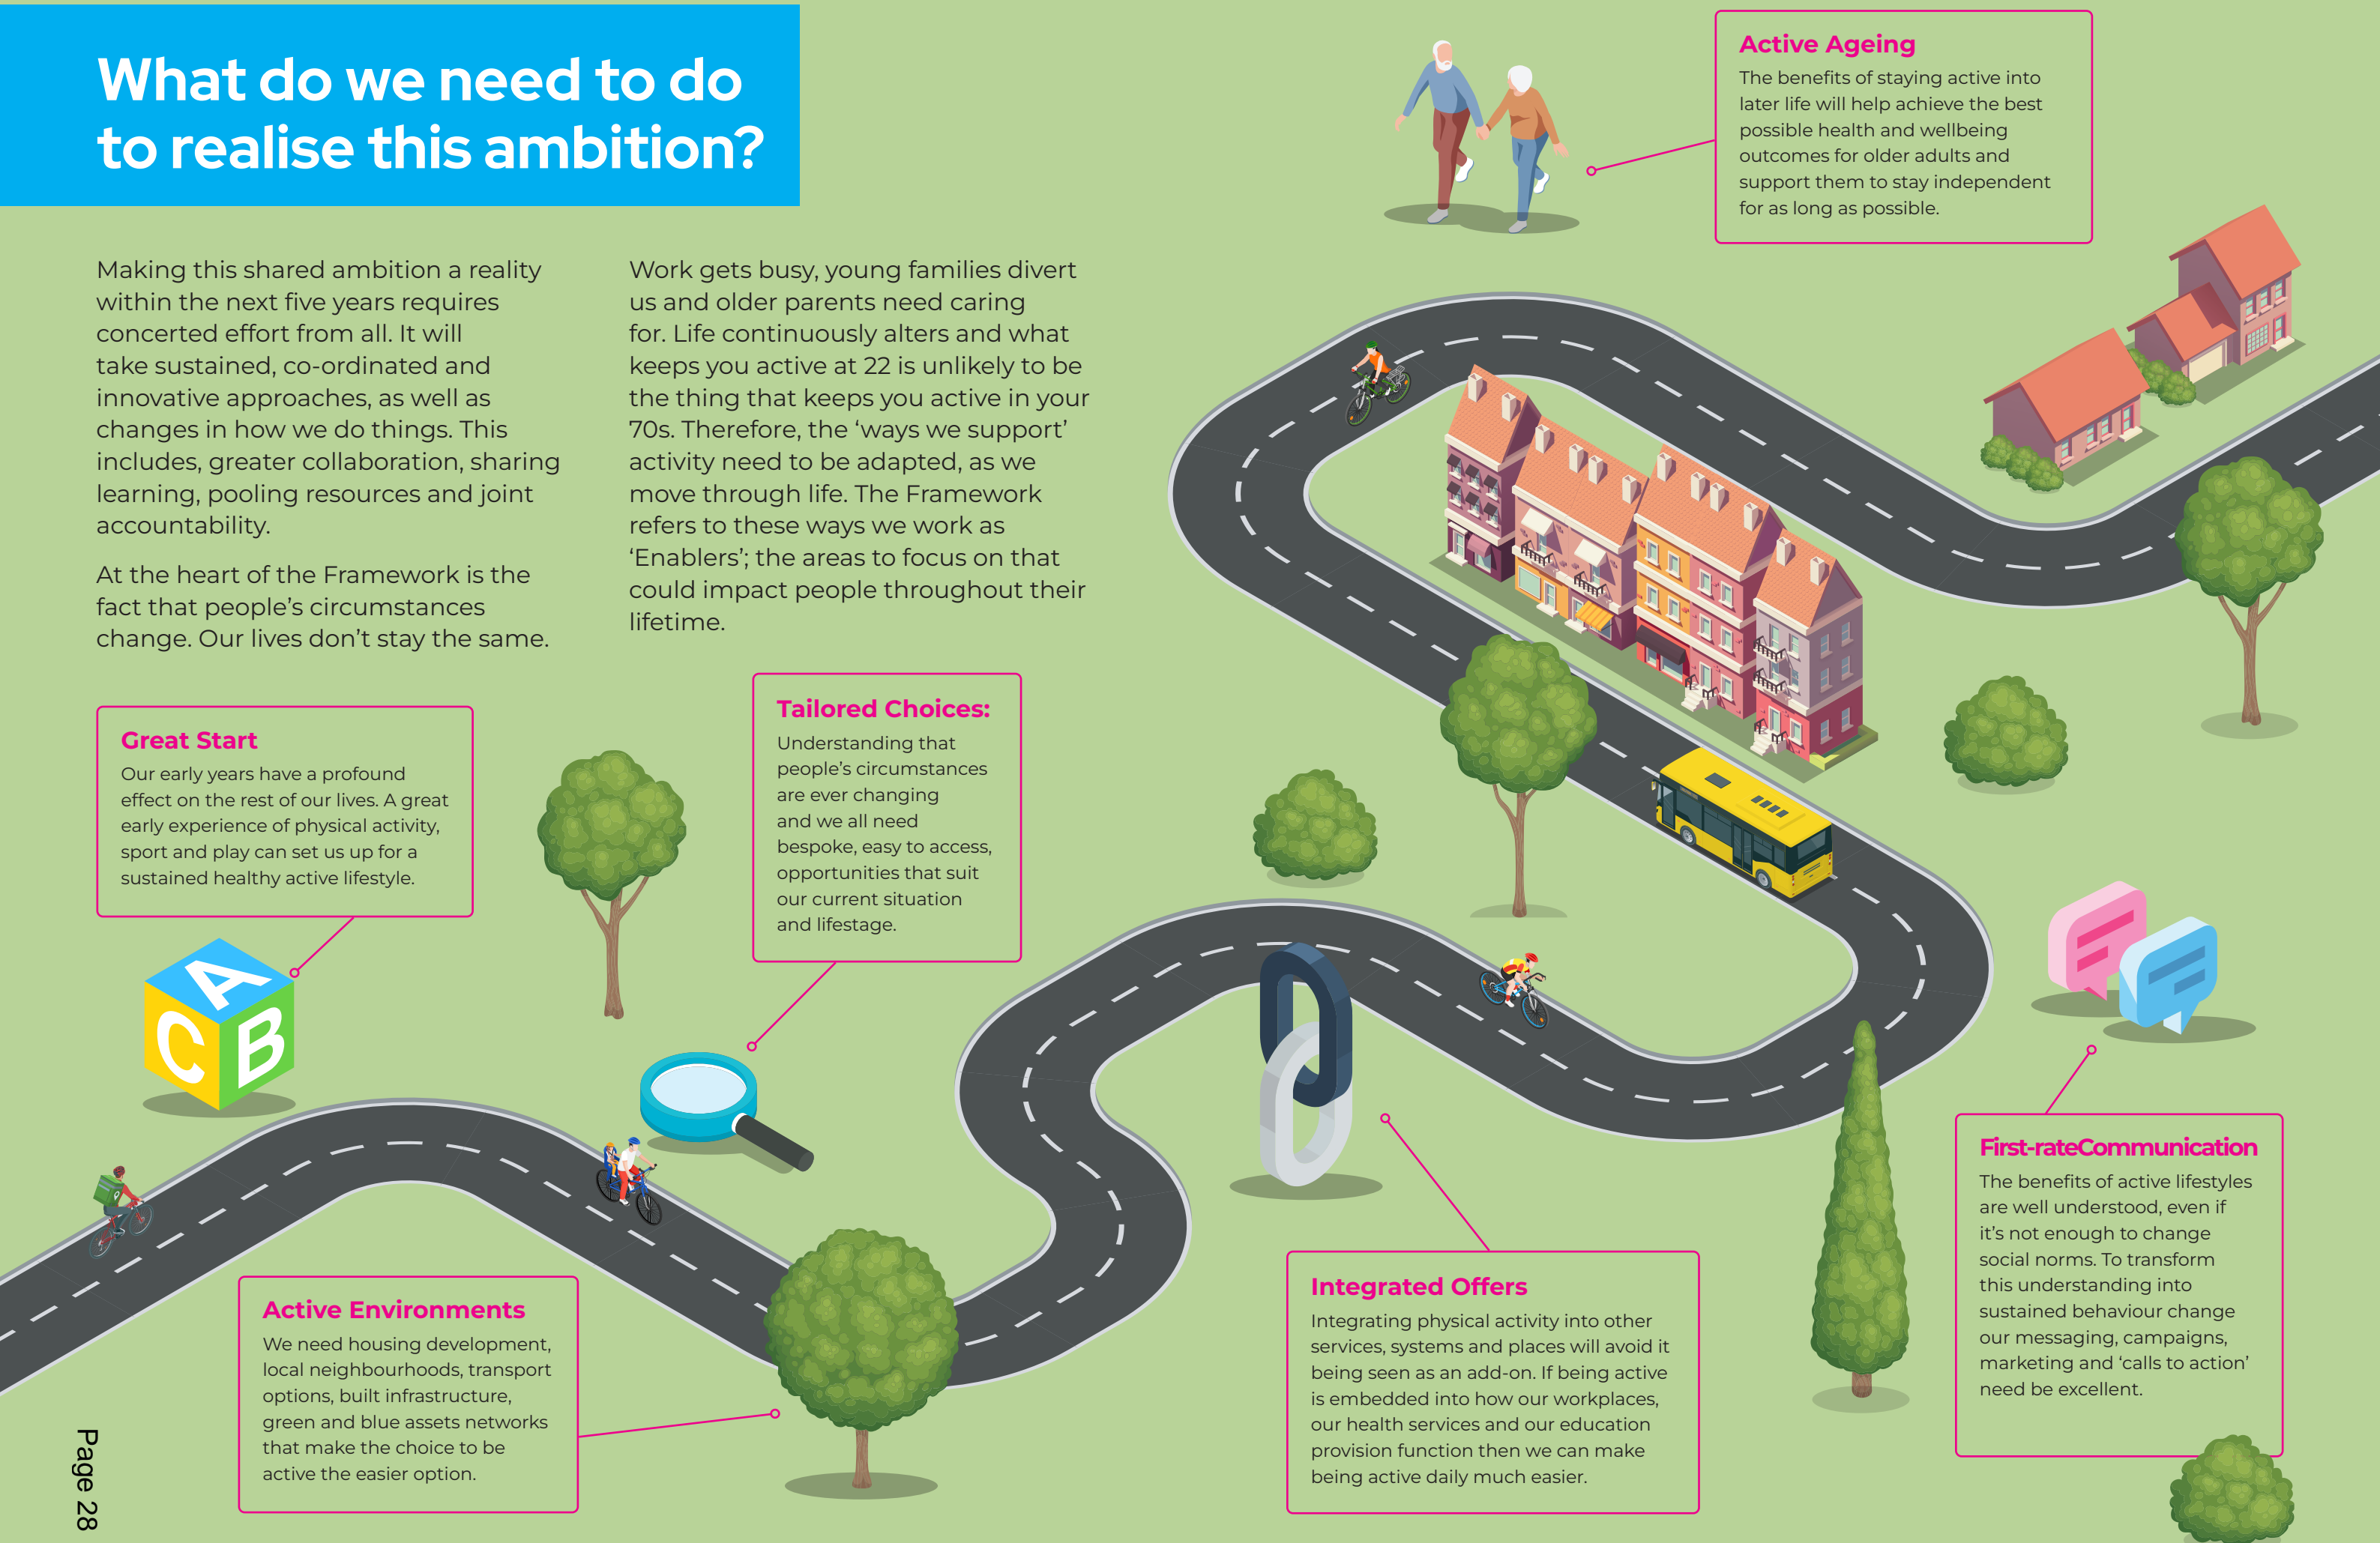 What do we need to do
to realise this ambition?
Making this shared ambition a reality
within the next five years requires
concerted effort from all. It will
take sustained, co-ordinated and
innovative approaches, as well as
changes in how we do things. This
includes, greater collaboration, sharing
learning, pooling resources and joint
accountability.
At the heart of the Framework is the
fact that people’s circumstances
change. Our lives don’t stay the same.
Work gets busy, young families divert
us and older parents need caring
for. Life continuously alters and what
keeps you active at 22 is unlikely to be
the thing that keeps you active in your
70s. Therefore, the ‘ways we support’
activity need to be adapted, as we
move through life. The Framework
refers to these ways we work as
‘Enablers’; the areas to focus on that
could impact people throughout their
lifetime.
Active Ageing
The benefits of staying active into
later life will help achieve the best
possible health and wellbeing
outcomes for older adults and
support them to stay independent
for as long as possible.
Great Start
Our early years have a profound
effect on the rest of our lives. A great
early experience of physical activity,
sport and play can set us up for a
sustained healthy active lifestyle.
Tailored Choices:
Understanding that
people’s circumstances
are ever changing
and we all need
bespoke, easy to access,
opportunities that suit
our current situation
and lifestage.
A
C B
Active Environments
We need housing development,
local neighbourhoods, transport
options, built infrastructure,
green and blue assets networks
that make the choice to be
active the easier option.
Integrated Offers
Integrating physical activity into other
services, systems and places will avoid it
being seen as an add-on. If being active
is embedded into how our workplaces,
our health services and our education
provision function then we can make
being active daily much easier.
First-rateCommunication
The benefits of active lifestyles
are well understood, even if
it’s not enough to change
social norms. To transform
this understanding into
sustained behaviour change
our messaging, campaigns,
marketing and ‘calls to action’
need be excellent.
Page 28